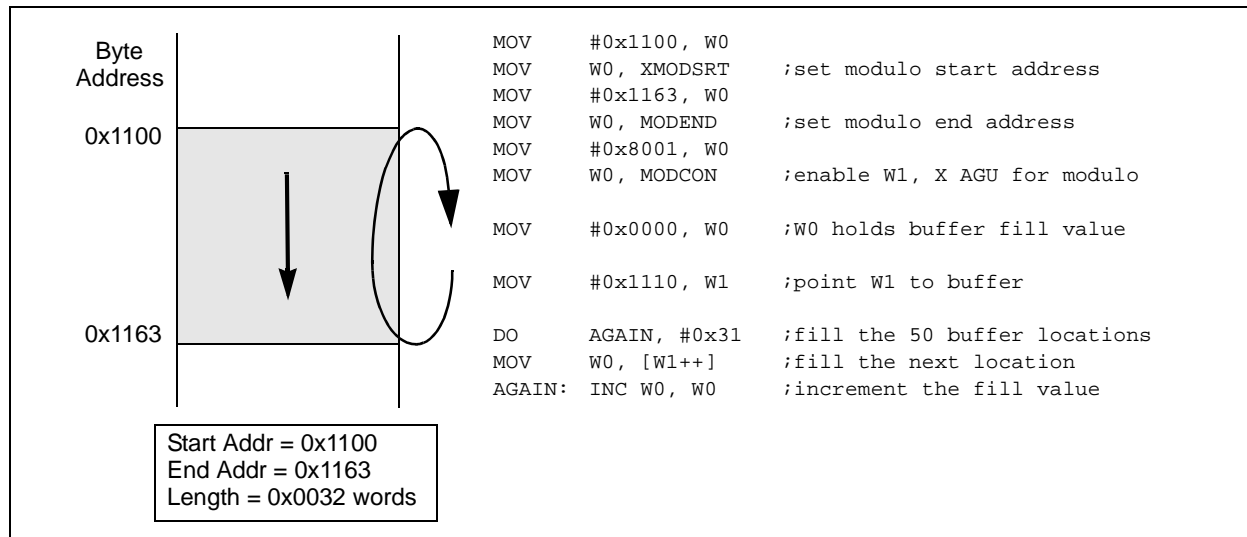 Byte
Address
0x1100
0x1163
Start Addr = 0x1100
End Addr = 0x1163
Length = 0x0032 words
MOV #0x1100, W0
MOV W0, XMODSRT ;set modulo start address
MOV #0x1163, W0
MOV W0, MODEND ;set modulo end address
MOV #0x8001, W0
MOV W0, MODCON ;enable W1, X AGU for modulo
MOV #0x0000, W0 ;W0 holds buffer fill value
MOV #0x1110, W1 ;point W1 to buffer
DO AGAIN, #0x31 ;fill the 50 buffer locations
MOV W0, [W1++] ;fill the next location
AGAIN: INC W0, W0 ;increment the fill value